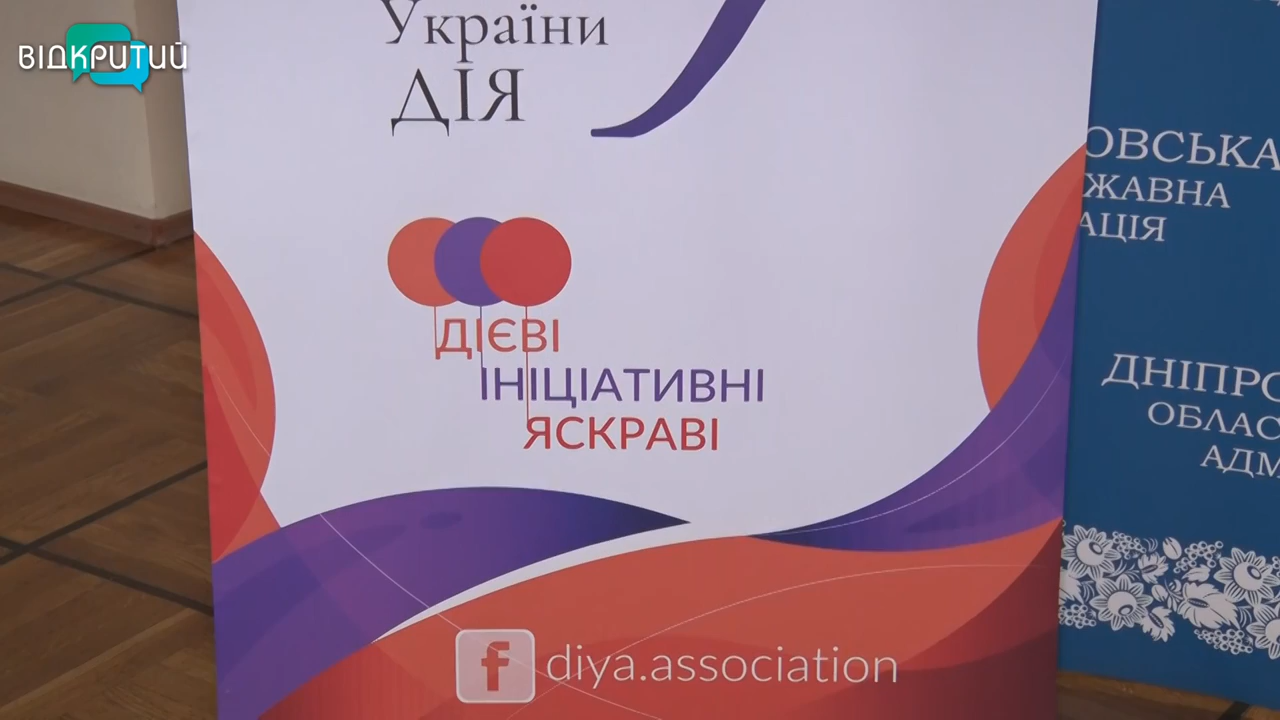 ВІДКРИТИЙ
України
ДІЯ
ДІЄВІ
ІНІЦІАТИВНІ
ЯСКРАВІ
diya.association
ОВСЬКА
ЖАВНА
АЦІЯ
ДНІПРО
ОБЛАС
АДМ